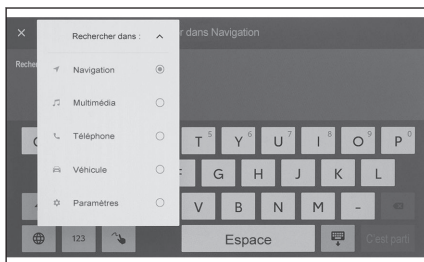 Rechercher dans :
r dans Navigation
Reche
Navigation
Multimédia
Téléphone
Véhicule
Paramètres
T 5 Y 6 U 7 I 8 O 9 P 0
G H J K L
V B N M -
123 Espace C'est parti